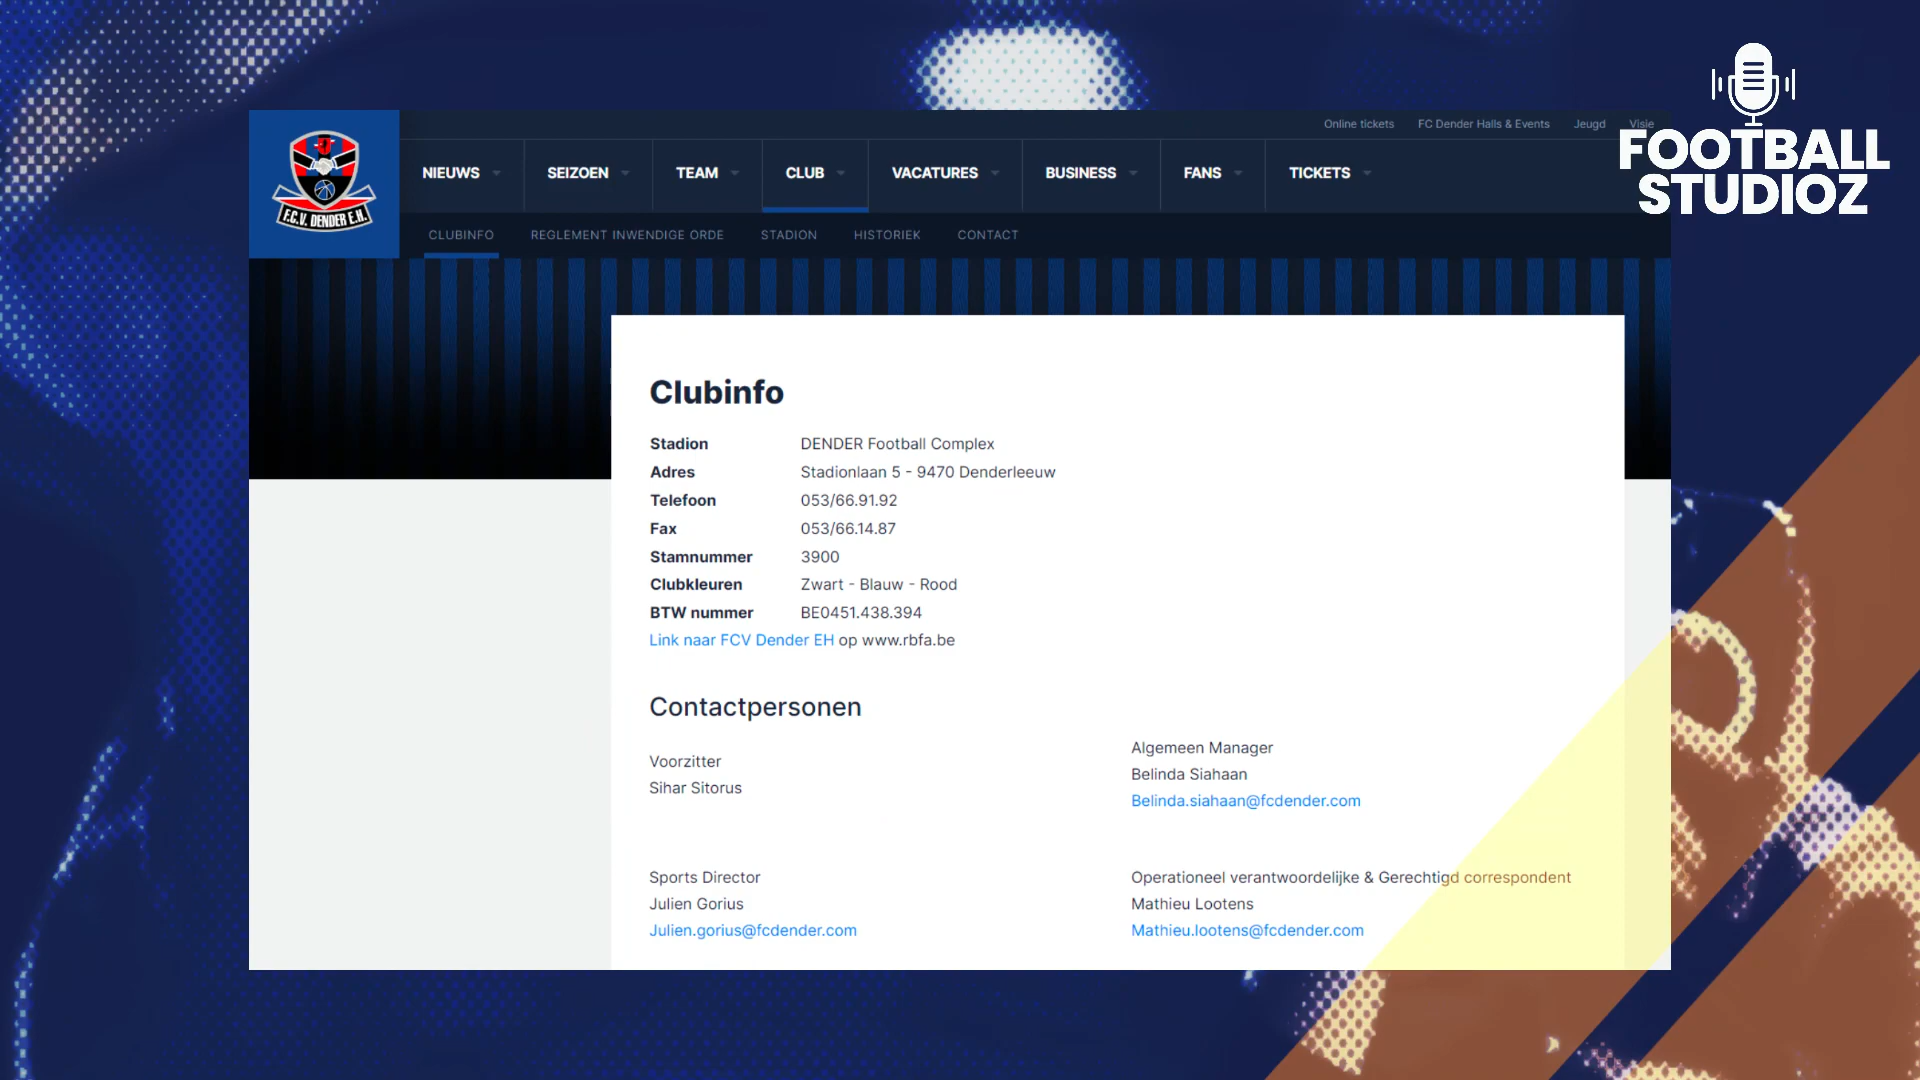 FOOTBALL
STUDIOZ
Online tickets FC Dender Halls & Events Jeugd Visie
F.C.V. DENDER E.H.
NIEUWS SEIZOEN TEAM CLUB VACATURES BUSINESS FANS TICKETS
CLUBINFO REGLEMENT INWENDIGE ORDE STADION HISTORIEK CONTACT
Clubinfo
Stadion DENDER Football Complex
Adres Stadionlaan 5 - 9470 Denderleeuw
Telefoon 053/66.91.92
Fax 053/66.14.87
Stamnummer 3900
Clubkleuren Zwart - Blauw - Rood
BTW nummer BE0451.438.394
Link naar FCV Dender EH op www.rbfa.be
Contactpersonen
Voorzitter
Sihar Sitorus
Algemeen Manager
Belinda Siahaan
Belinda.siahaan@fcdender.com
Sports Director
Julien Gorius
Julien.gorius@fcdender.com
Operationeel verantwoordelijke & Gerechtigd correspondent
Mathieu Lootens
Mathieu.lootens@fcdender.com